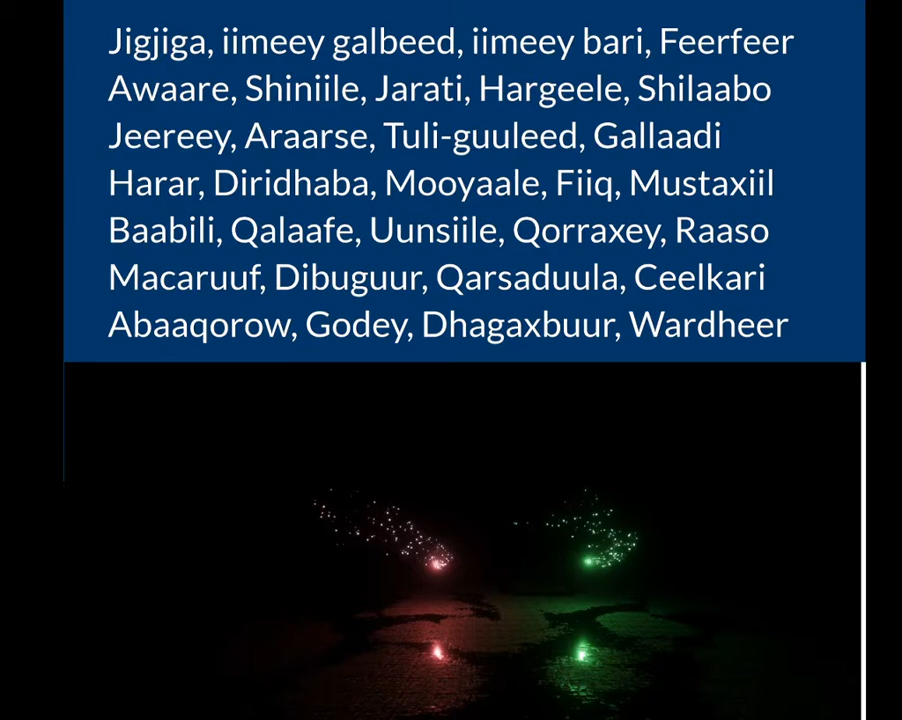 Jigjiga, iimeey galbeed, iimeey bari, Feerfeer
Awaare, Shiniile, Jarati, Hargeele, Shilaabo
Jeereey, Araarse, Tuli-guuleed, Gallaadi
Harar, Diridhaba, Mooyaale, Fiiq, Mustaxiil
Baabili, Qalaafe, Uunsiile, Qorraxey, Raaso
Macaruuf, Dibuguur, Qarsaduula, Ceelkari
Abaaqorow, Godey, Dhagaxbuur, Wardheer